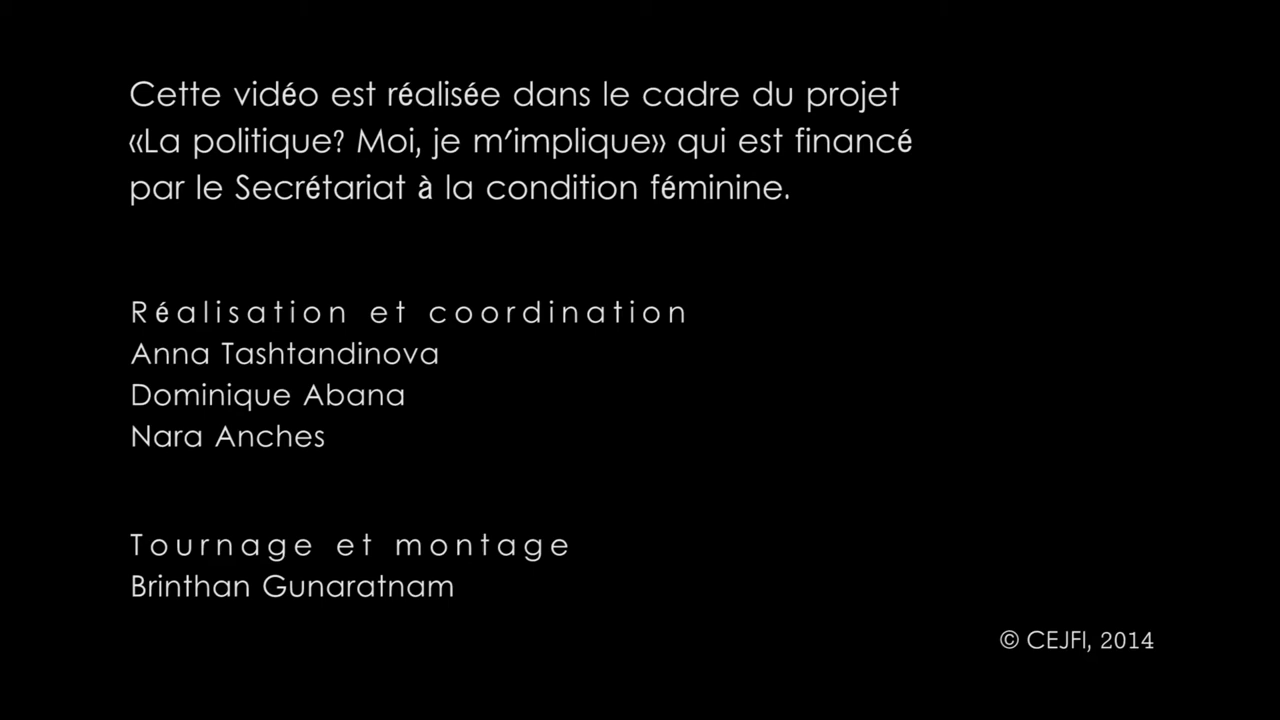 Cette vidéo est réalisée dans le cadre du projet
«La politique? Moi, je m'implique» qui est financé
par le Secrétariat à la condition féminine.
Réalisation et coordination
Anna Tashtandinova
Dominique Abana
Nara Anches
Tournage et montage
Brinthan Gunaratnam
© CEJFI, 2014